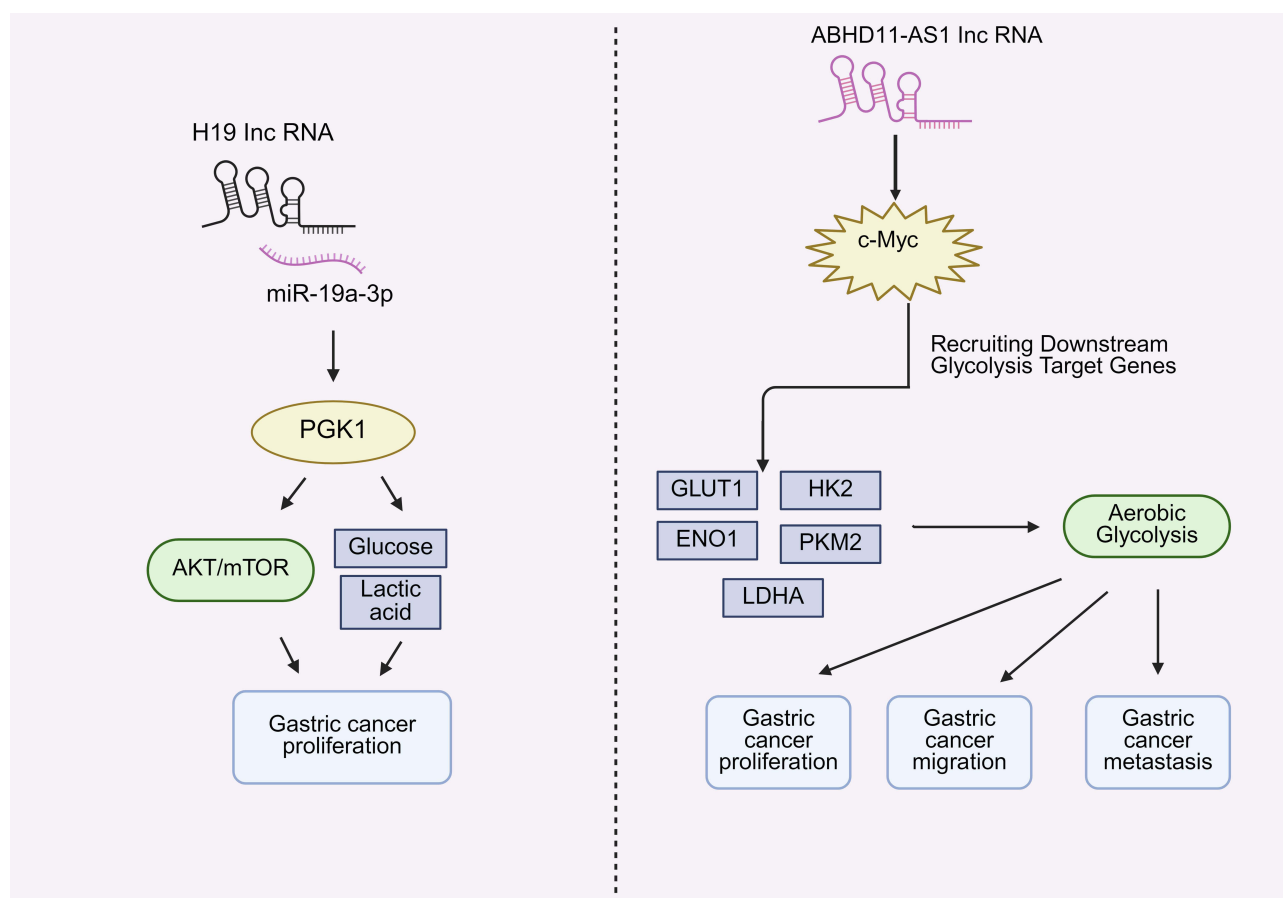 H19 lnc RNA
miR-19a-3p
PGK1
AKT/mTOR
Glucose
Lactic
acid
Gastric cancer
proliferation
ABHD11-AS1 lnc RNA
c-Myc
Recruiting Downstream
Glycolysis Target Genes
GLUT1
HK2
ENO1
PKM2
LDHA
Aerobic
Glycolysis
Gastric
cancer
proliferation
Gastric
cancer
migration
Gastric
cancer
metastasis